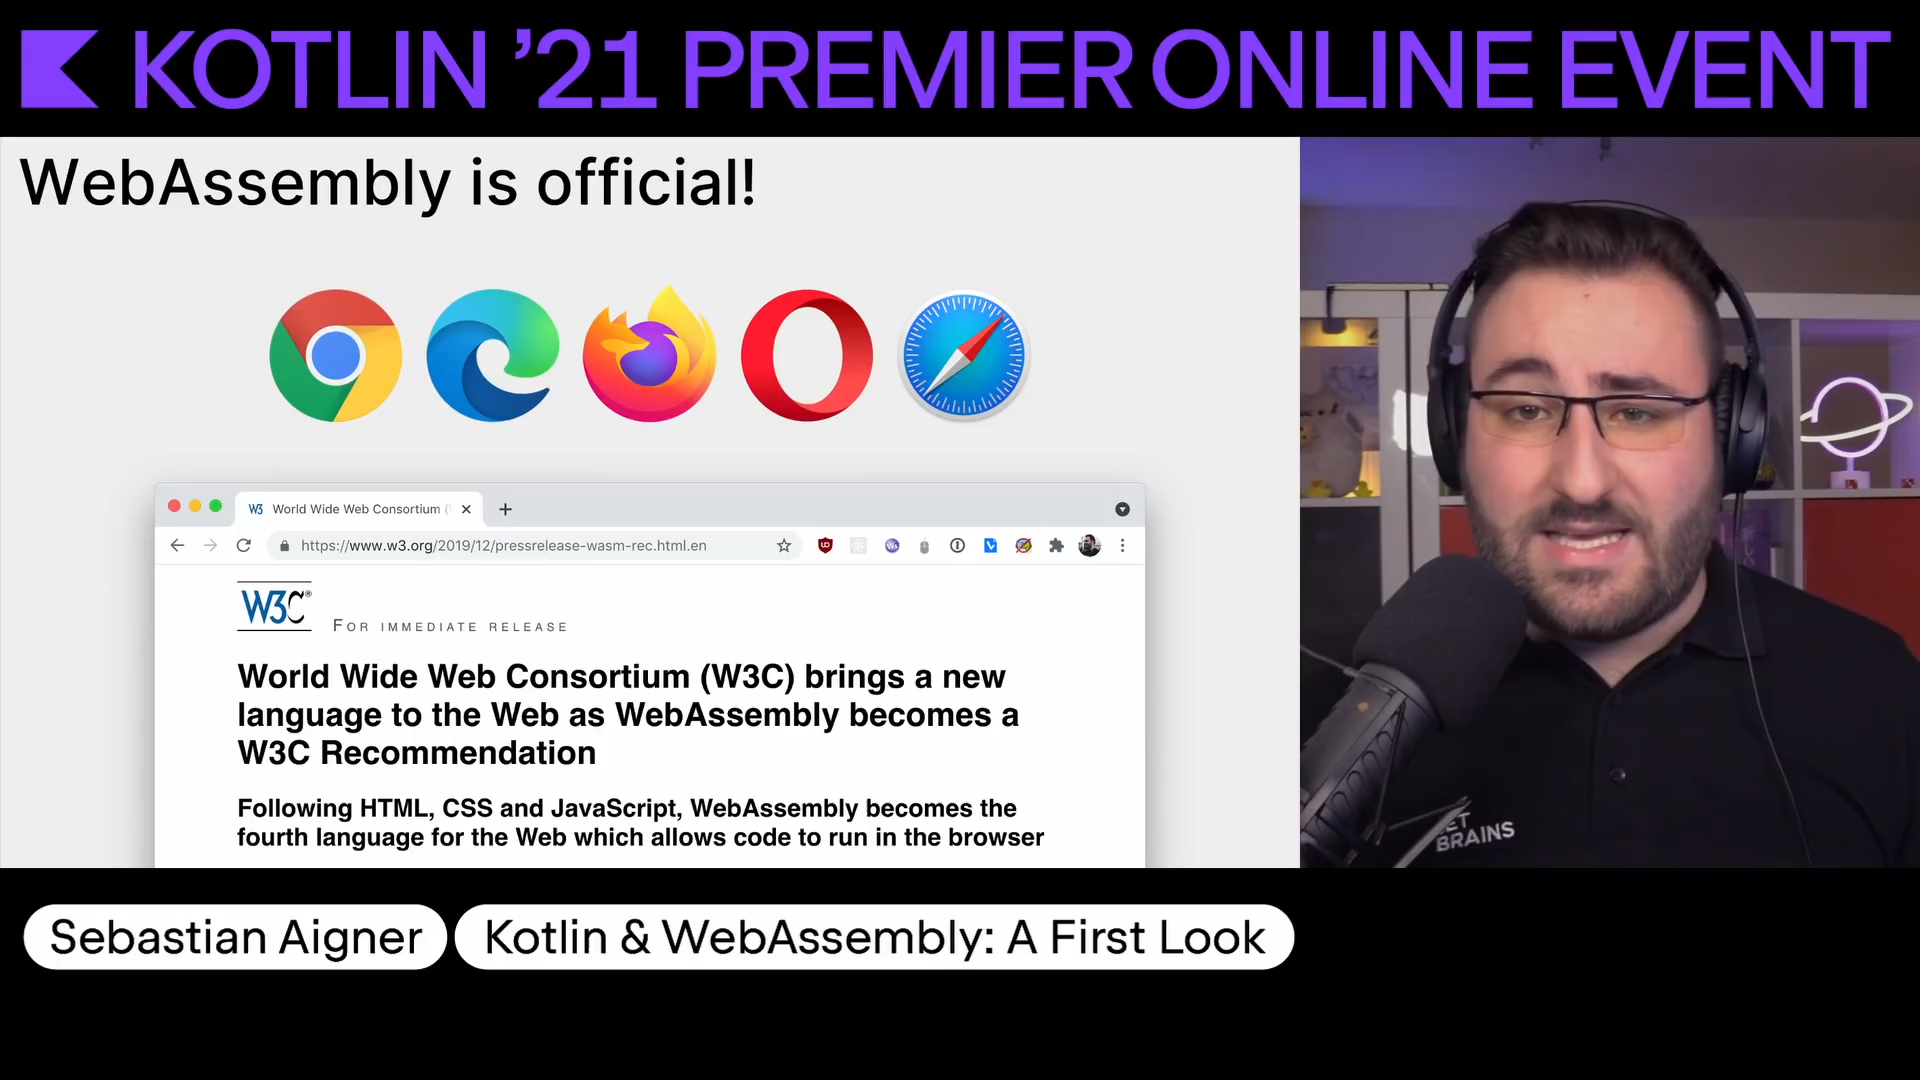 KOTLIN ’21 PREMIER ONLINE EVENT
WebAssembly is official!
W3 World Wide Web Consortium (
https://www.w3.org/2019/12/pressrelease-wasm-rec.html.en
W3C®
FOR IMMEDIATE RELEASE
World Wide Web Consortium (W3C) brings a new
language to the Web as WebAssembly becomes a
W3C Recommendation
Following HTML, CSS and JavaScript, WebAssembly becomes the
fourth language for the Web which allows code to run in the browser
BRAINS
Sebastian Aigner
Kotlin & WebAssembly: A First Look